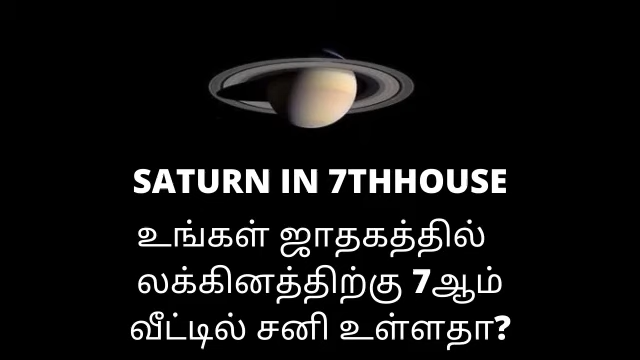 SATURN IN 7THHOUSE
உங்கள் ஜாதகத்தில்
லக்கினத்திற்கு 7ஆம்
வீட்டில் சனி உள்ளதா?